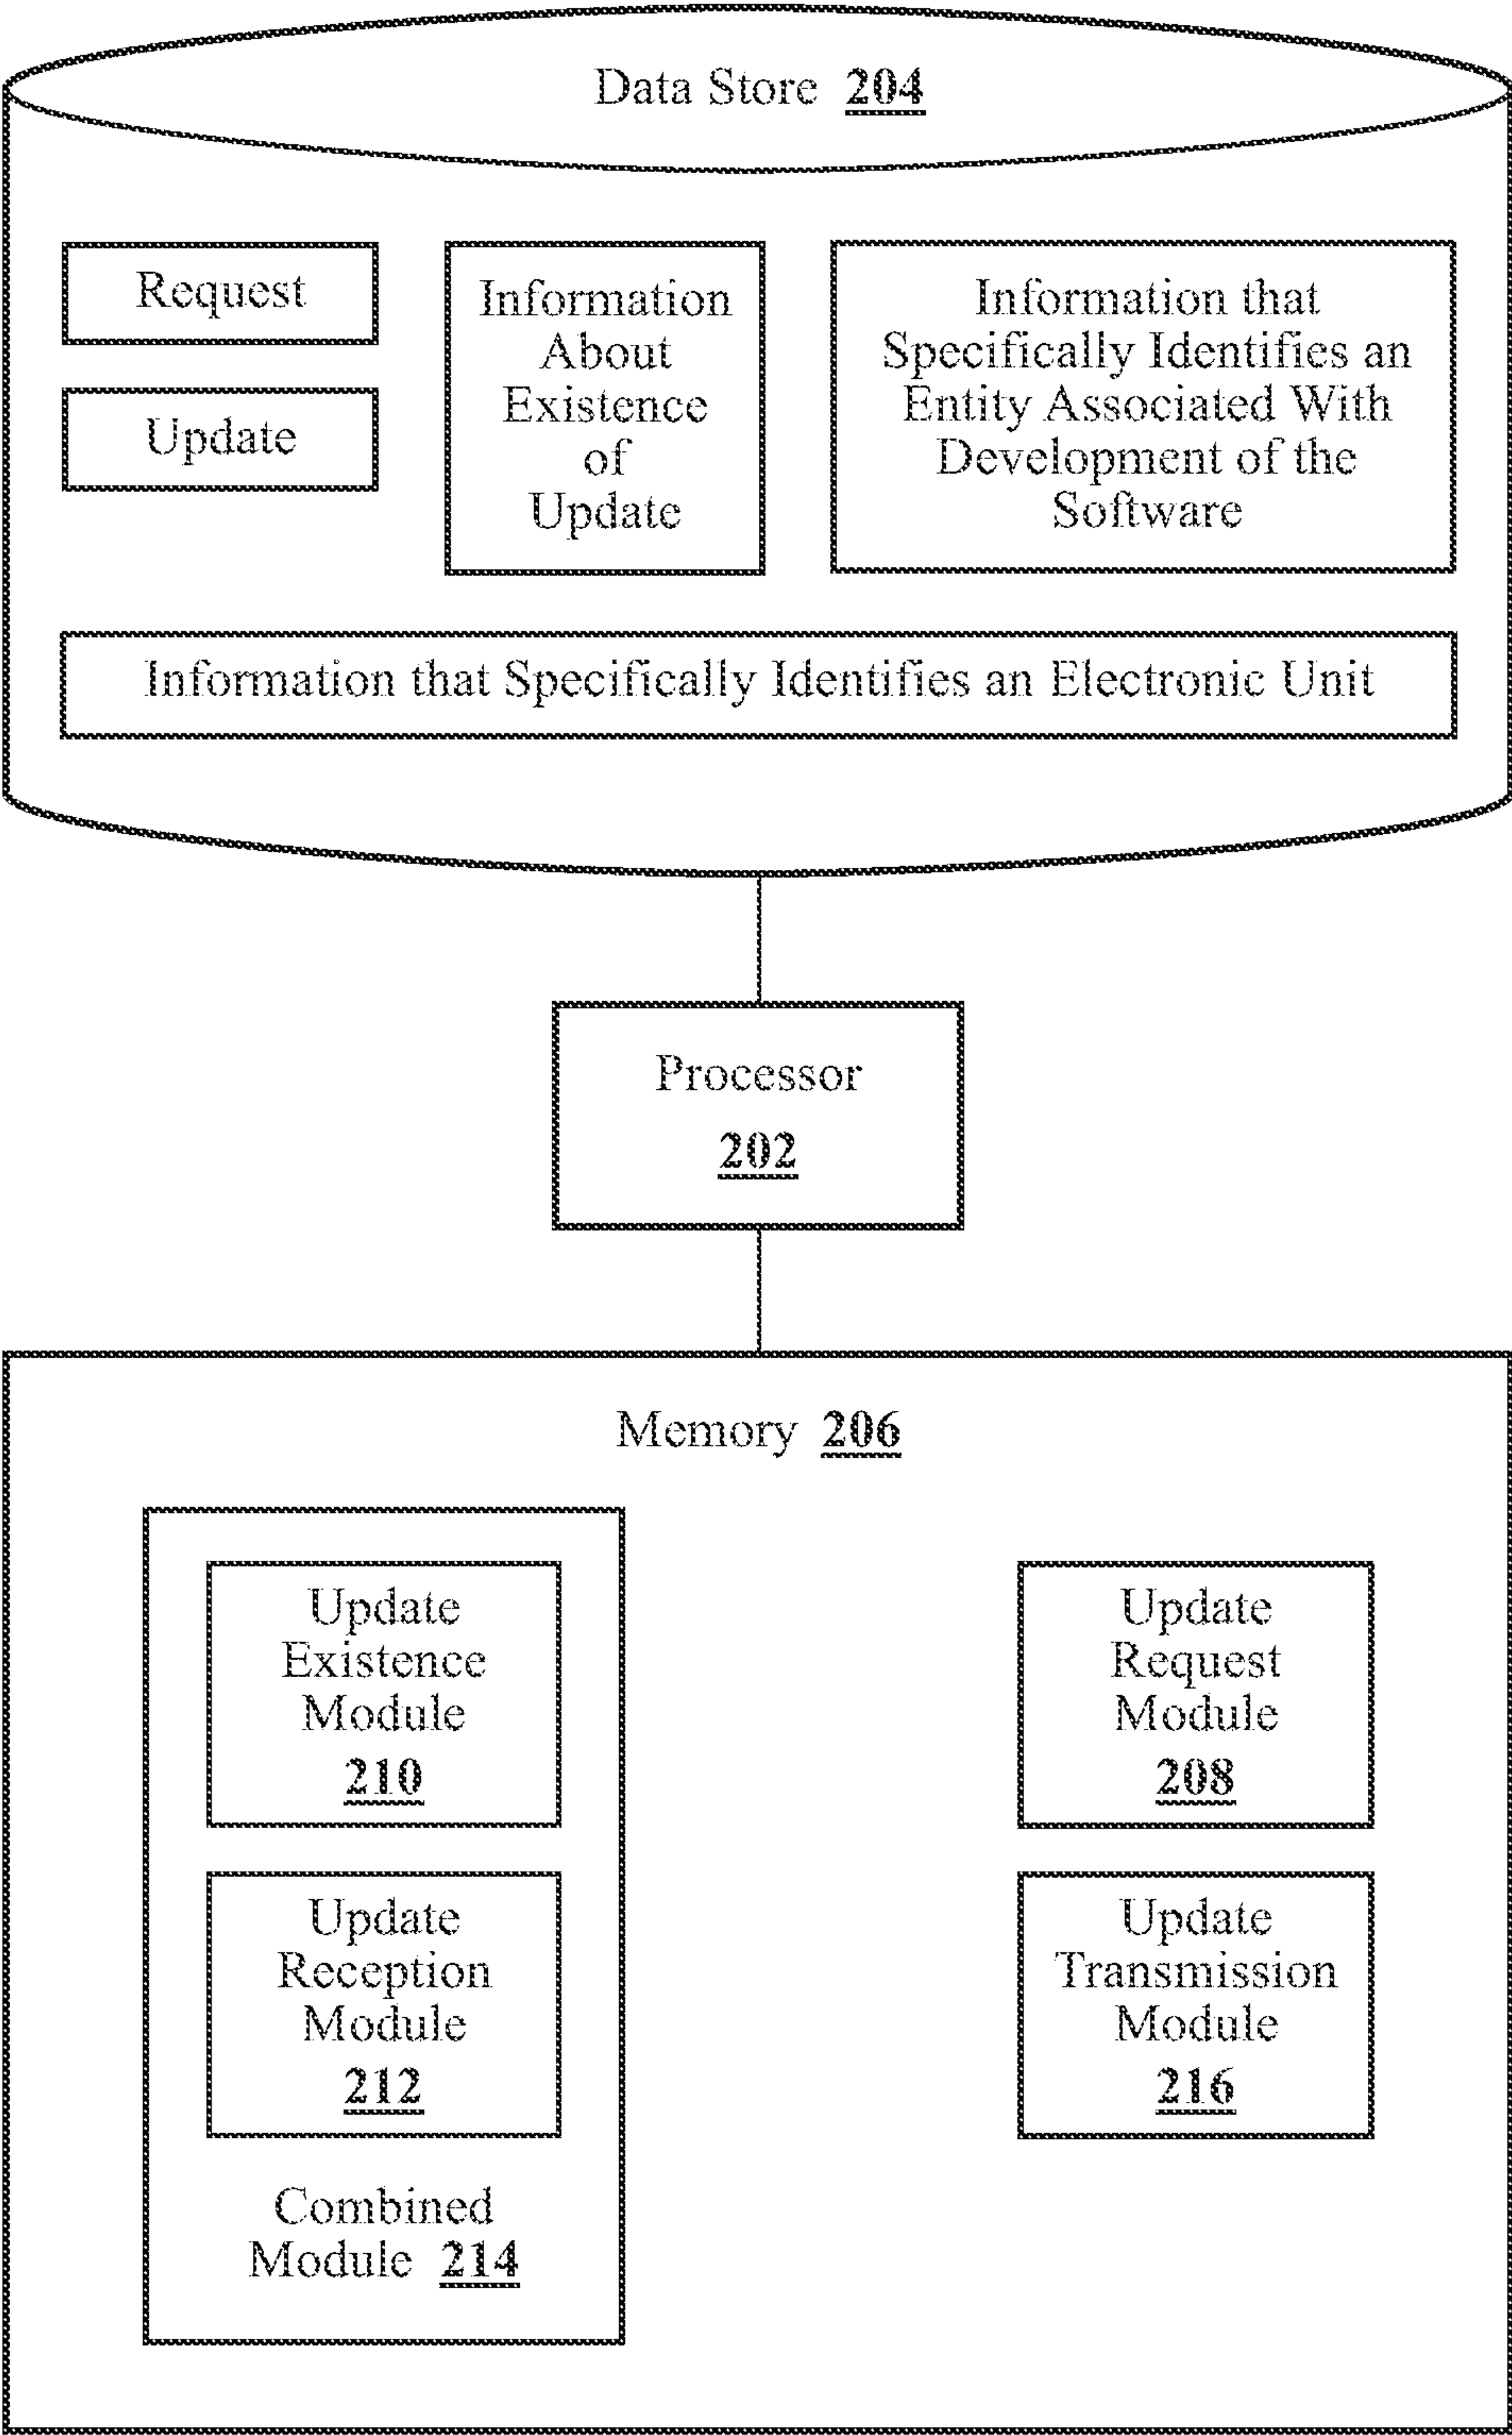 Data Store 204
Request
Update
Information
About
Existence
of
Update
Information that
Specifically Identifies an
Entity Associated With
Development of the
Software
Information that Specifically Identifies an Electronic Unit
Processor
202
Memory 206
Update
Existence
Module
210
Update
Reception
Module
212
Combined
Module 214
Update
Request
Module
208
Update
Transmission
Module
216